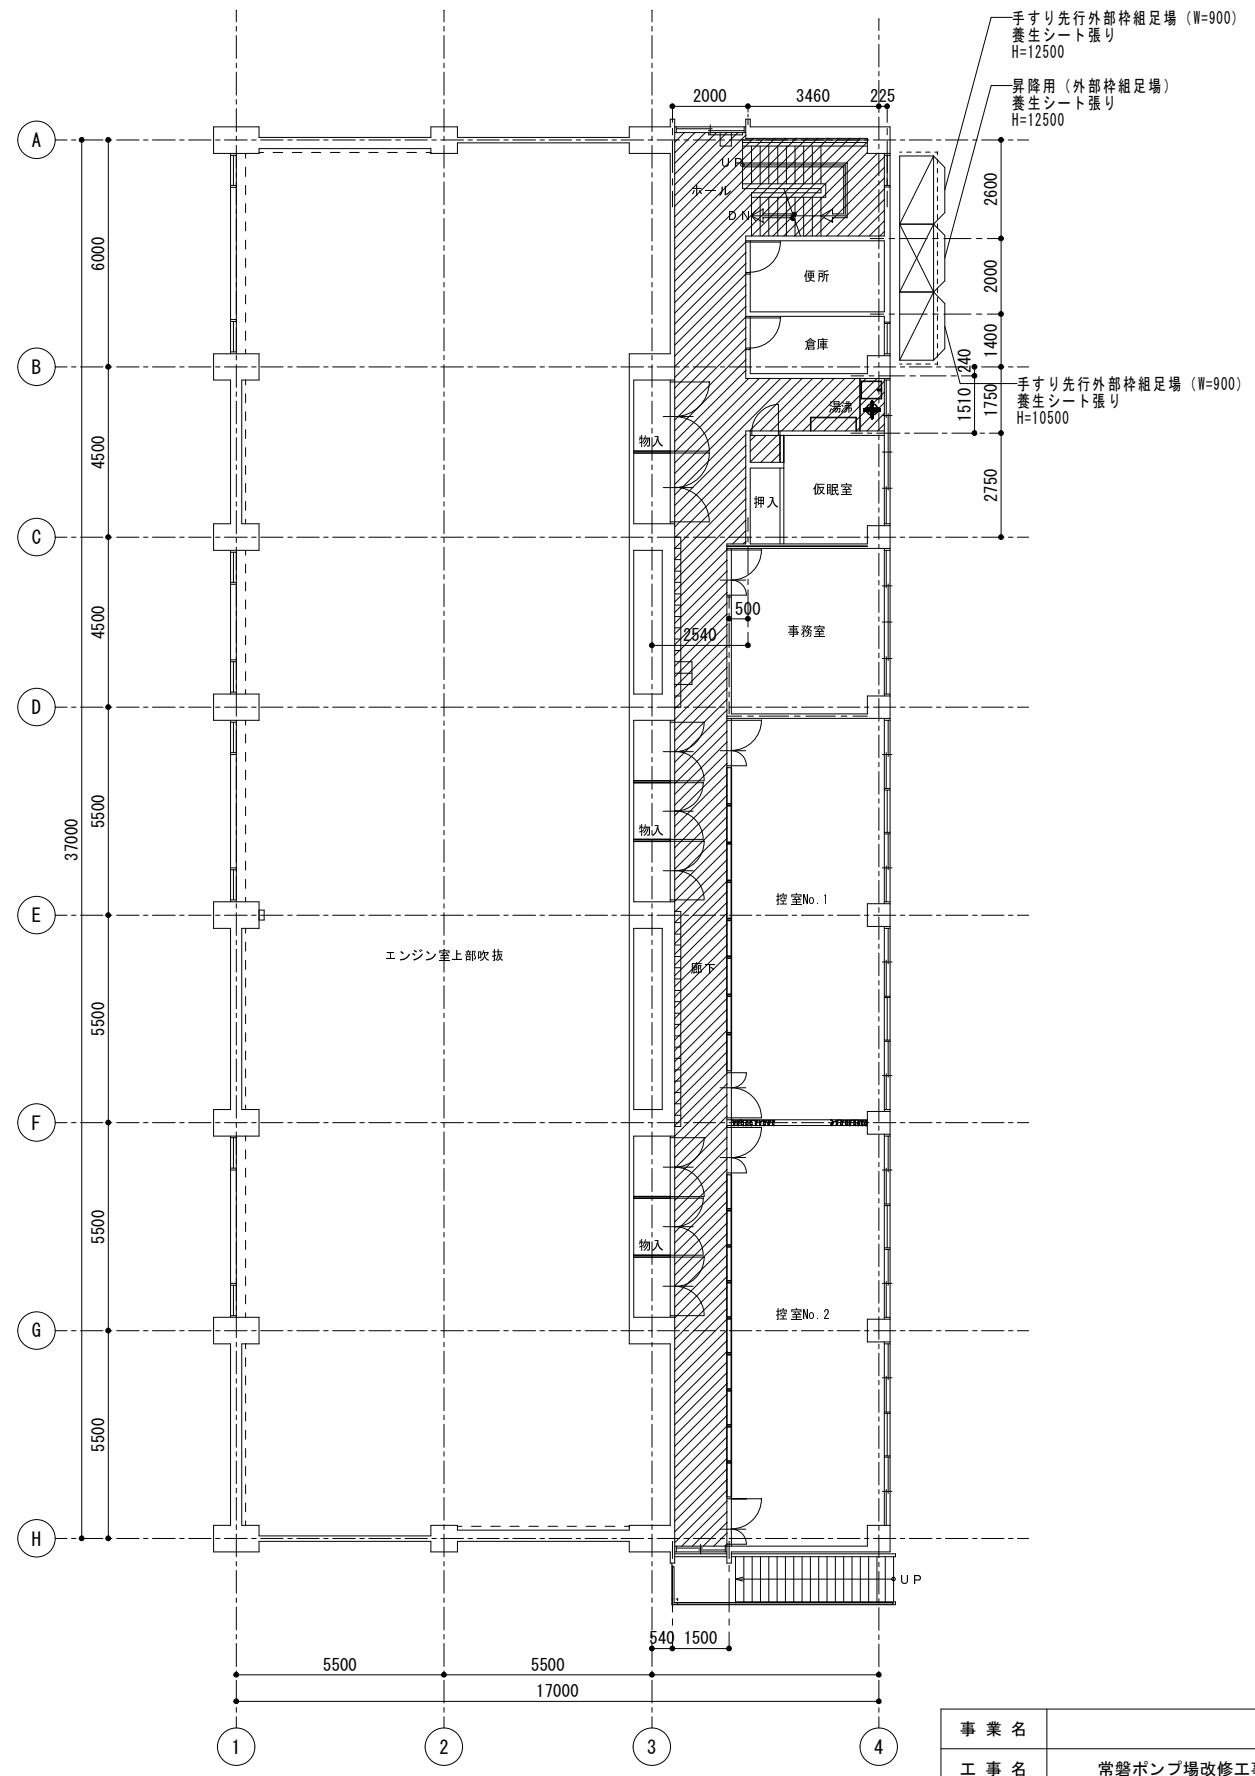 手すり先行外部枠組足場（W=900）
養生シート張り
H=12500
昇降用（外部枠組足場）
養生シート張り
H=12500
2000
3460
225
A
UP
ホール
DN
2600
6000
便所
2000
倉庫
1400
B
240
手すり先行外部枠組足場（W=900）
養生シート張り
H=10500
1510
1750
湯沸
4500
物入
仮眠室
押入
2750
C
500
4500
2540
事務室
D
5500
37000
物入
控室No.1
E
エンジン室上部吹抜
廊下
5500
F
5500
物入
控室No.2
G
5500
H
UP
540
1500
5500
5500
17000
1
2
3
4
事業名
工事名
常磐ポンプ場改修工事